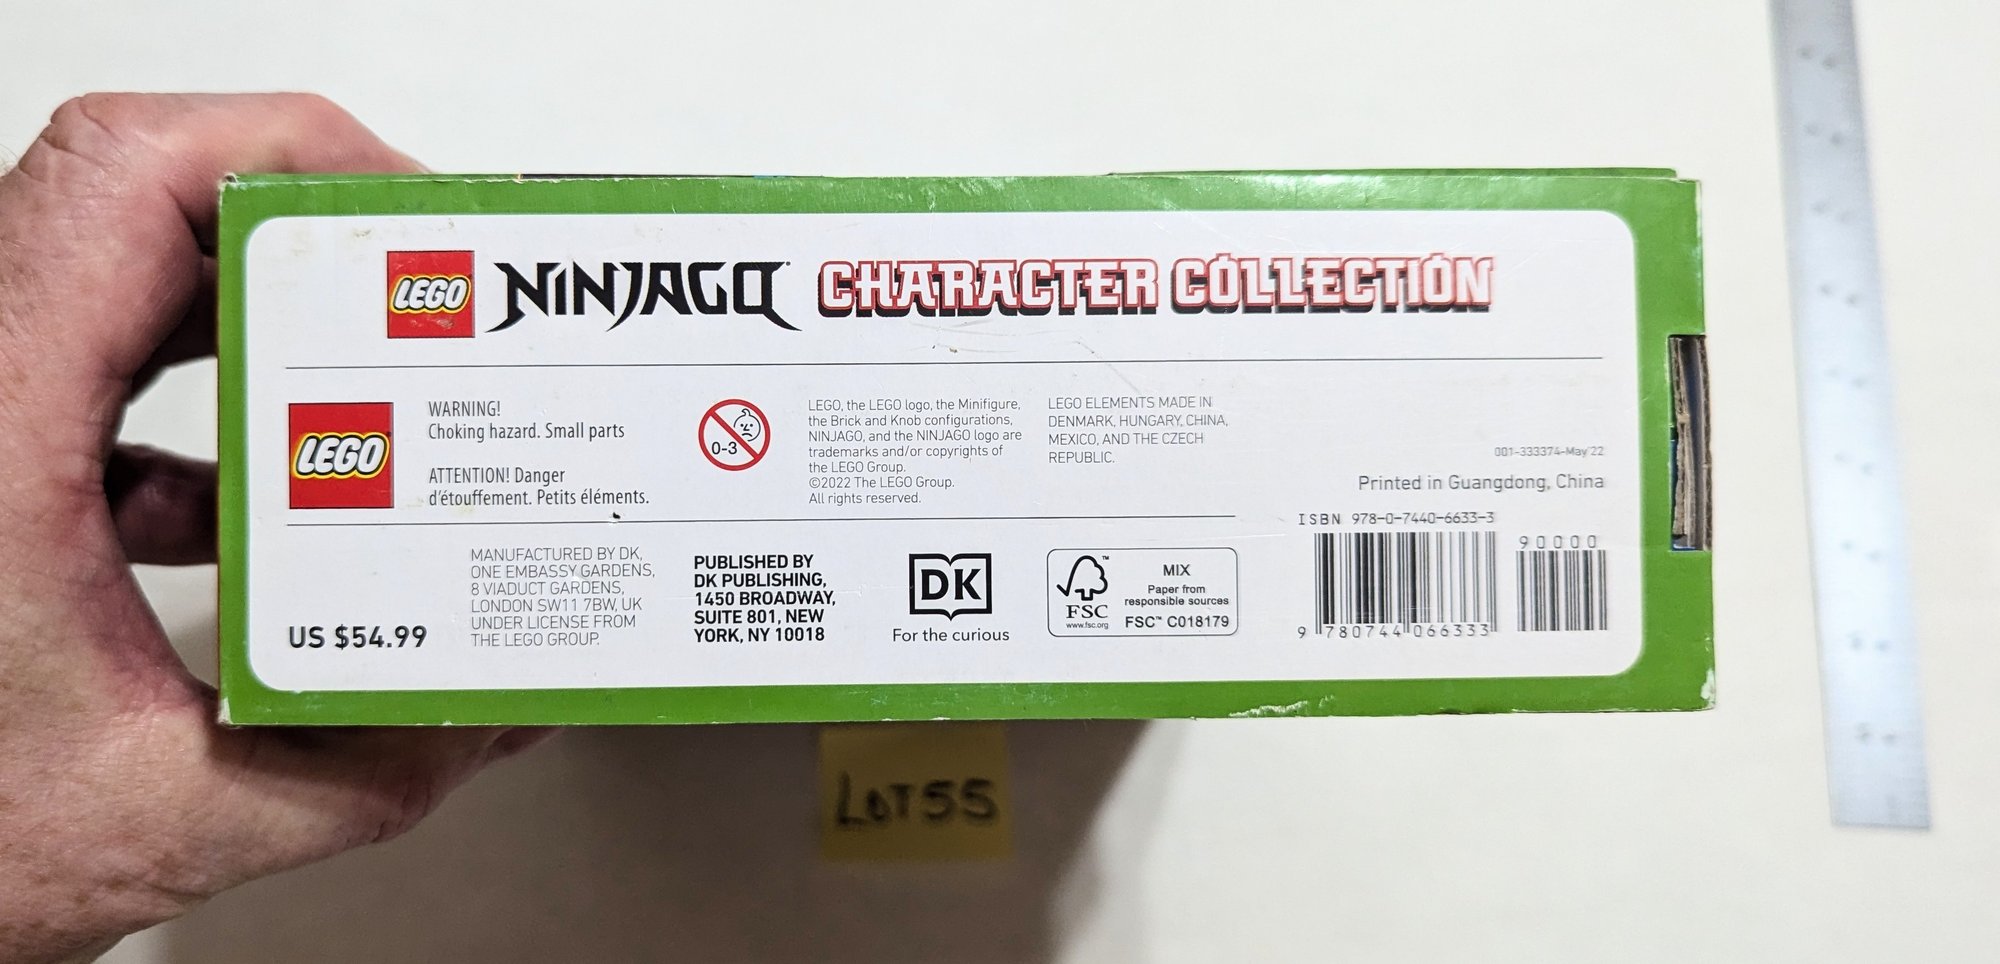 LEGO NINJAGO CHARACTER COLLECTION
LEGO
WARNING!
Choking hazard. Small parts
ATTENTION! Danger
d'étouffement. Petits éléments.
0-3
LEGO, the LEGO logo, the Minifigure,
the Brick and Knob configurations,
NINJAGO, and the NINJAGO logo are
trademarks and/or copyrights of
the LEGO Group.
©2022 The LEGO Group.
All rights reserved.
LEGO ELEMENTS MADE IN
DENMARK, HUNGARY, CHINA,
MEXICO, AND THE CZECH
REPUBLIC.
001-333374-May'22
Printed in Guangdong, China
US $54.99
MANUFACTURED BY DK,
ONE EMBASSY GARDENS,
8 VIADUCT GARDENS,
LONDON SW11 7BW, UK
UNDER LICENSE FROM
THE LEGO GROUP.
PUBLISHED BY
DK PUBLISHING,
1450 BROADWAY,
SUITE 801, NEW
YORK, NY 10018
DK
For the curious
FSC
www.fsc.org
MIX
Paper from
responsible sources
FSC™ C018179
ISBN 978-0-7440-6633-3
90000
9 780744 066333
LOT 55